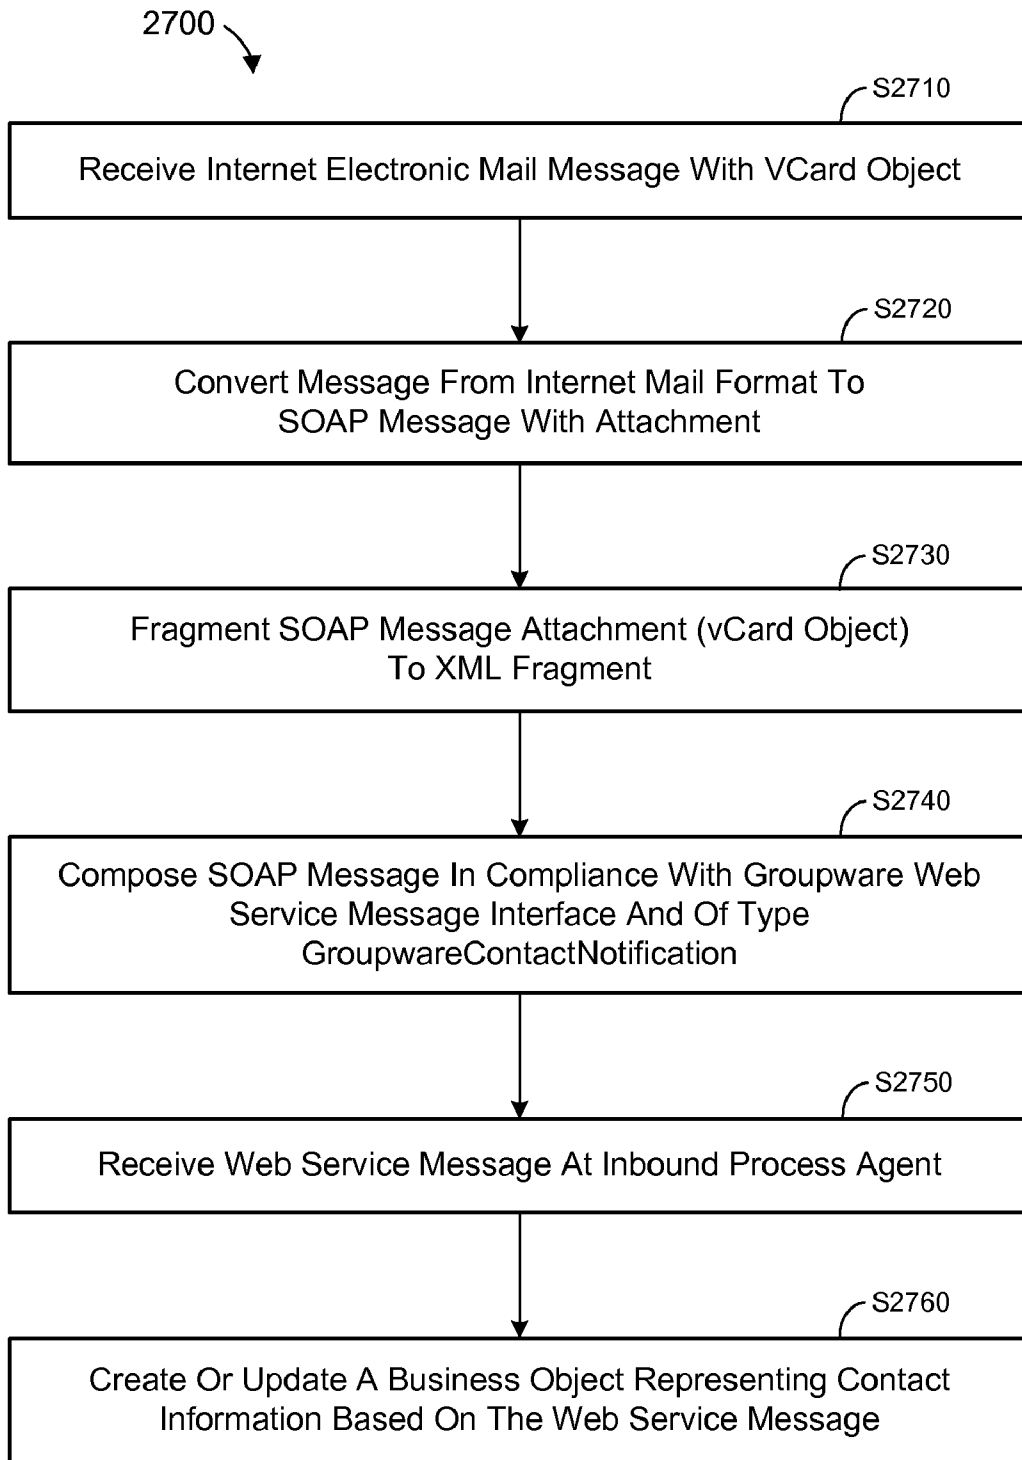 2700
S2710
Receive Internet Electronic Mail Message With VCard Object
S2720
Convert Message From Internet Mail Format To
SOAP Message With Attachment
S2730
Fragment SOAP Message Attachment (vCard Object)
To XML Fragment
S2740
Compose SOAP Message In Compliance With Groupware Web
Service Message Interface And Of Type
GroupwareContactNotification
S2750
Receive Web Service Message At Inbound Process Agent
S2760
Create Or Update A Business Object Representing Contact
Information Based On The Web Service Message